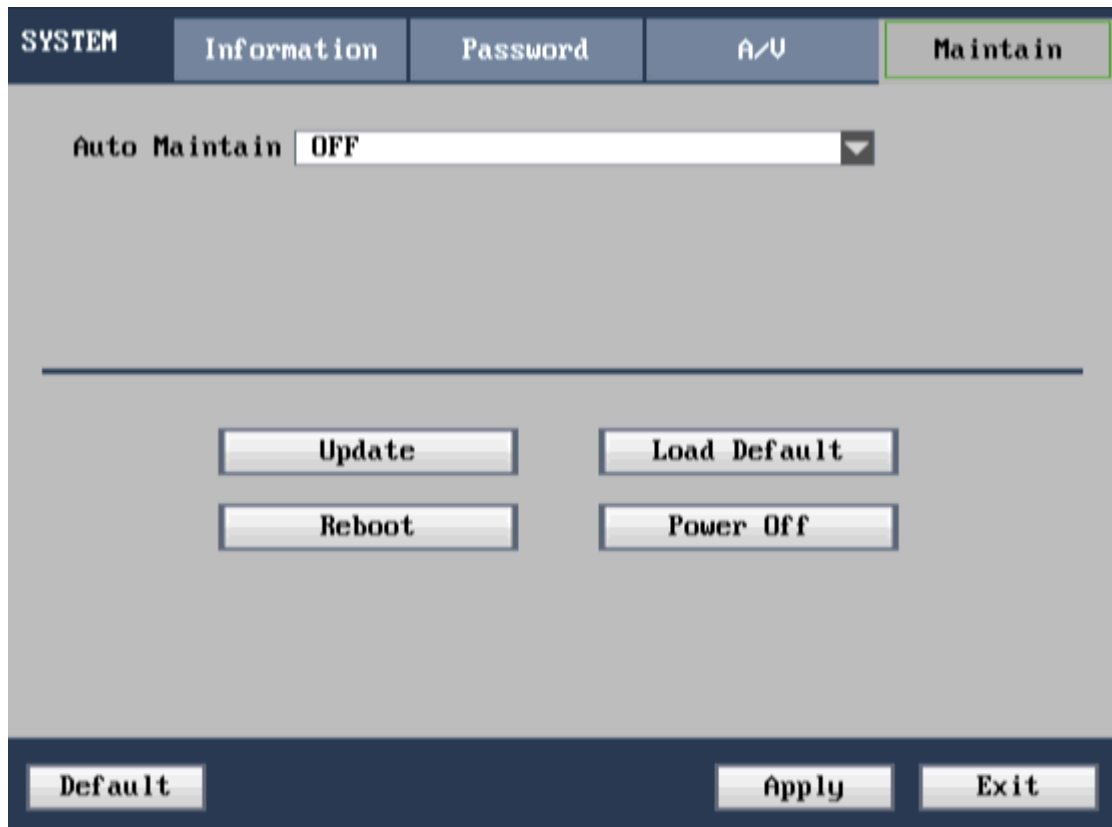 SYSTEM Information Password A/V Maintain
Auto Maintain OFF
Update Load Default
Reboot Power Off
Default Apply Exit